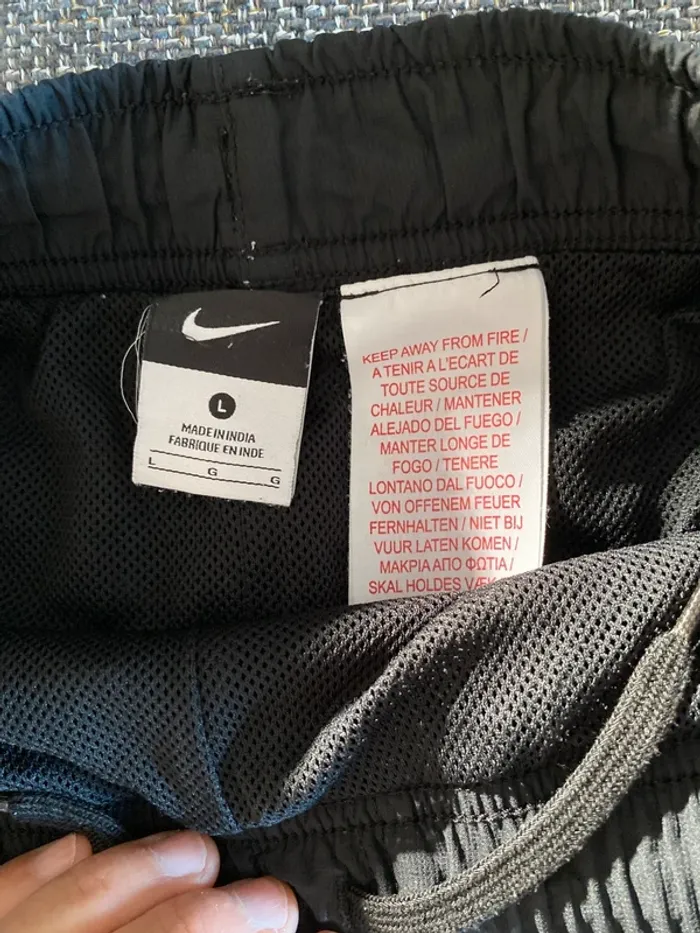 L
MADE IN INDIA
FABRIQUE EN INDE
L G G
KEEP AWAY FROM FIRE /
A TENIR A L'ECART DE
TOUTE SOURCE DE
CHALEUR / MANTENER
ALEJADO DEL FUEGO /
MANTER LONGE DE
FOGO / TENERE
LONTANO DAL FUOCO /
VON OFFENEM FEUER
FERNHALTEN / NIET BIJ
VUUR LATEN KOMEN /
ΜΑΚΡΙΑ ΑΠΟ ΦΩΤΙΑ /
SKAL HOLDES